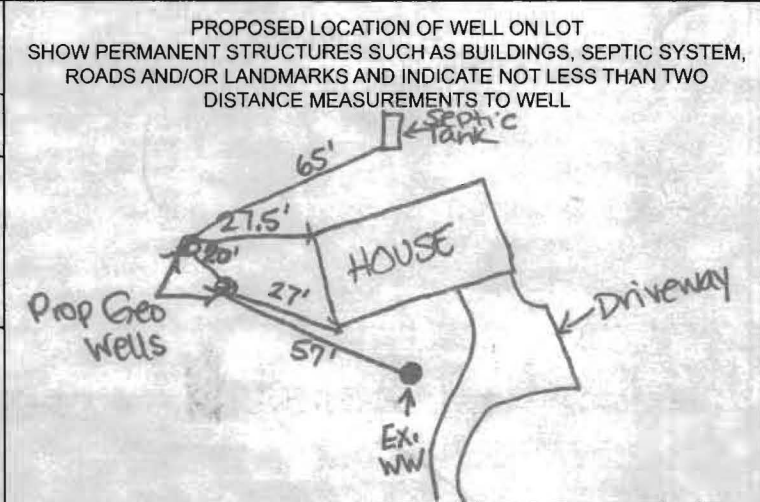 PROPOSED LOCATION OF WELL ON LOT
SHOW PERMANENT STRUCTURES SUCH AS BUILDINGS, SEPTIC SYSTEM,
ROADS AND/OR LANDMARKS AND INDICATE NOT LESS THAN TWO
DISTANCE MEASUREMENTS TO WELL
Septic
Tank
65'
27.5'
20'
HOUSE
27'
Prop Geo
Wells
Driveway
57'
Ex.
WW